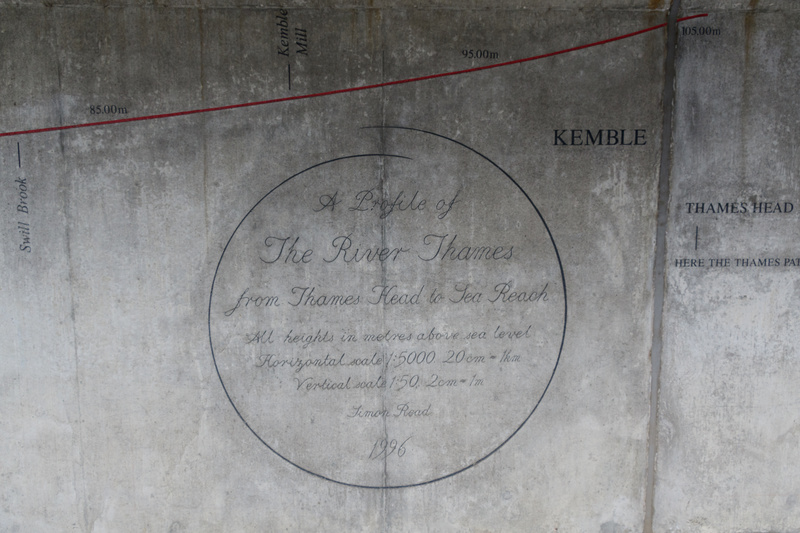 Kemble
Mill
105.00m
95.00m
85.00m
KEMBLE
Swill Brook
A Profile of
The River Thames
from Thames Head to Sea Reach
All heights in metres above sea level
Horizontal scale 1:5000 20cm = 1km
Vertical scale 1:50, 2cm = 1m
Simon Read
1996
THAMES HEAD
HERE THE THAMES PAT